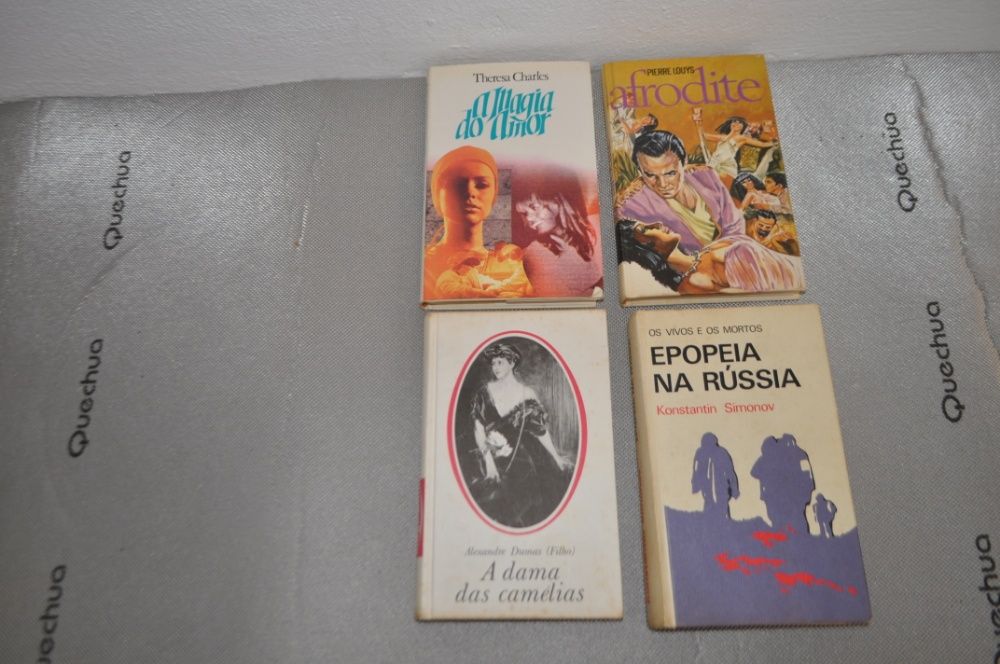 Theresa Charles
a magia
do amor
PIERRE LOUYS
afrodite
Alexandre Dumas (Filho)
A dama
das camélias
OS VIVOS E OS MORTOS
EPOPEIA
NA RÚSSIA
Konstantin Simonov
Quechua
Quechua
Quechua
Quechua
Quechua
Quechua